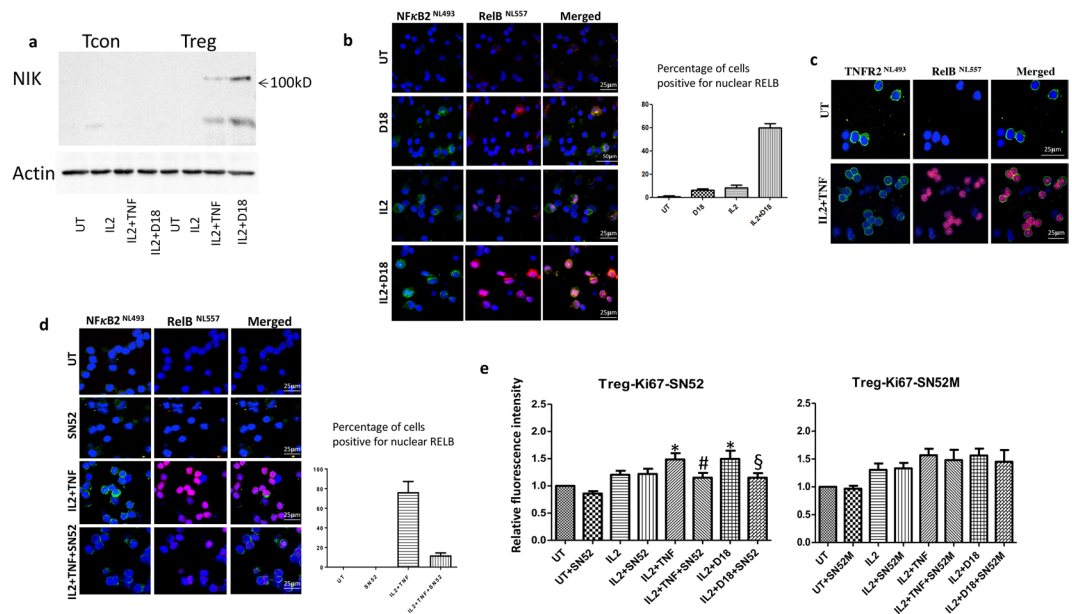 a
Tcon Treg
NIK
←100kD
Actin
UT
IL2
IL2+TNF
IL2+D18
UT
IL2
IL2+TNF
IL2+D18
b
NFκB2 NL493 RelB NL557 Merged
UT
25μm
D18
50μm
IL2
25μm
IL2+D18
25μm
Percentage of cells
positive for nuclear RELB
80
60
40
20
0
UT
D18
IL2
IL2+D18
c
TNFR2 NL493 RelB NL557 Merged
UT
25μm
IL2+TNF
25μm
d
NFκB2 NL493 RelB NL557 Merged
UT
25μm
SN52
25μm
IL2+TNF
25μm
IL2+TNF+SN52
25μm
Percentage of cells
positive for nuclear RELB
100
80
60
40
20
0
UT
SN52
IL2+TNF
IL2+TNF+SN52
e
Treg-Ki67-SN52
Relative fluorescence intensity
2.5
2.0
1.5
1.0
0.5
0.0
* # * §
UT
UT+SN52
IL2
IL2+SN52
IL2+TNF
IL2+TNF+SN52
IL2+D18
IL2+D18+SN52
Treg-Ki67-SN52M
2.5
2.0
1.5
1.0
0.5
0.0
UT
UT+SN52M
IL2
IL2+SN52M
IL2+TNF
IL2+TNF+SN52M
IL2+D18
IL2+D18+SN52M